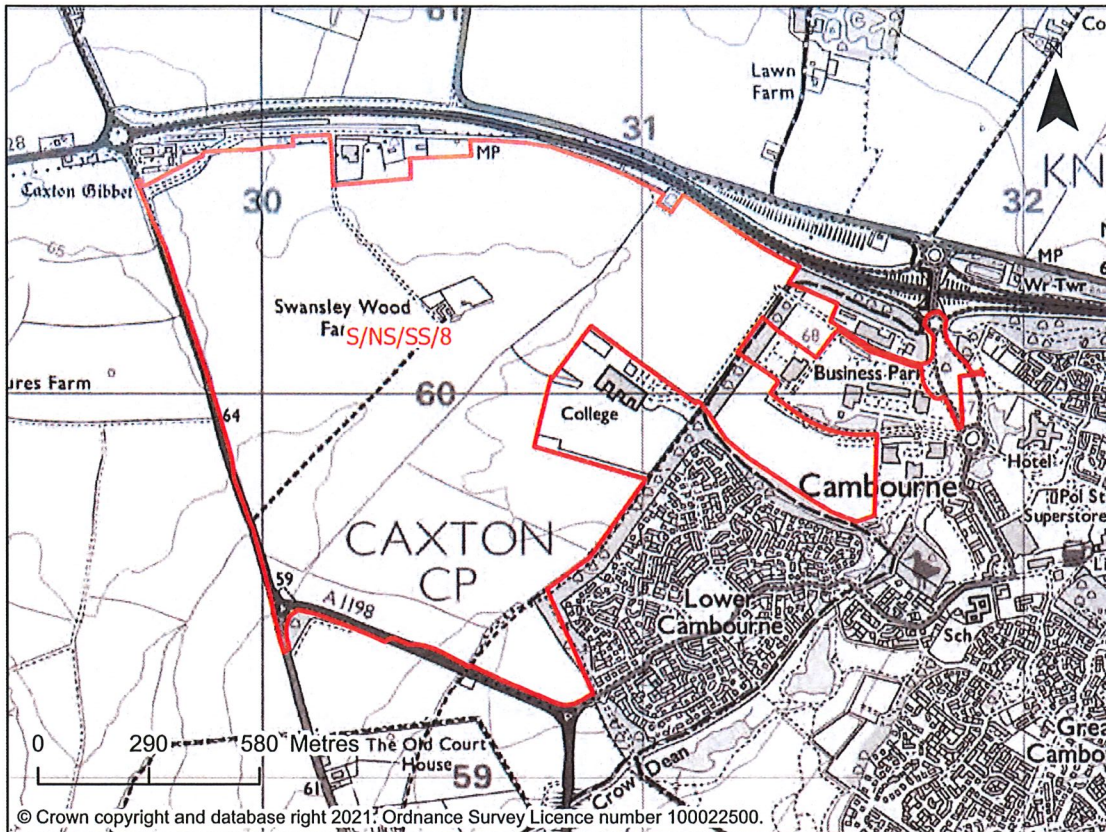 61
Co
N
Lawn
Farm
31
28
MP
KN
Caxton Gibbet
30
32
65
MP
Wr Twr
Swansley Wood
Far
S/NS/SS/8
68
ures Farm
60
Business Park
64
College
Cambourne
Hotel
Pol St
Superstore
CAXTON
CP
59
A1198
Lower
Cambourne
Sch
Grea
Cambo
0 290 580 Metres
The Old Court
House
59
61
Crow Dean
© Crown copyright and database right 2021. Ordnance Survey Licence number 100022500.